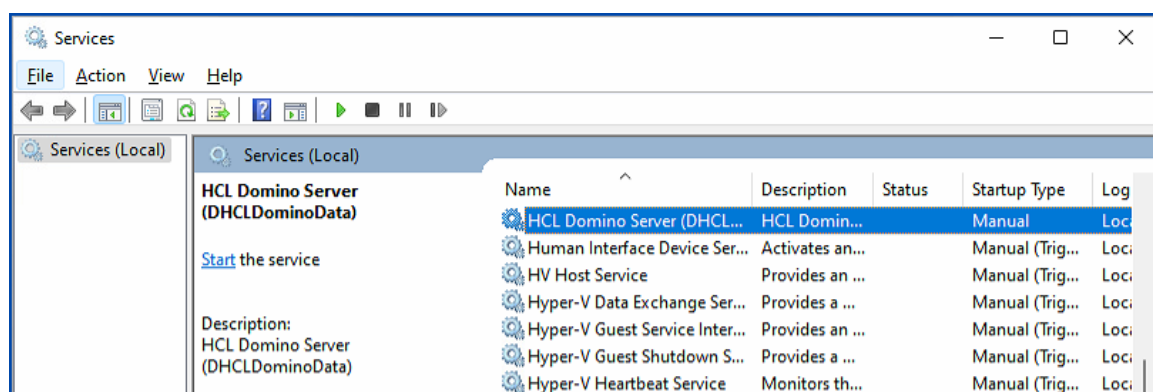 Services
File Action View Help
Services (Local)
Services (Local)
HCL Domino Server
(DHCLDominoData)
Start the service
Description:
HCL Domino Server
(DHCLDominoData)
Name Description Status Startup Type Log
HCL Domino Server (DHCL... HCL Domin... Manual Loca
Human Interface Device Ser... Activates an... Manual (Trig... Loca
HV Host Service Provides an ... Manual (Trig... Loca
Hyper-V Data Exchange Ser... Provides a ... Manual (Trig... Loca
Hyper-V Guest Service Inter... Provides an ... Manual (Trig... Loca
Hyper-V Guest Shutdown S... Provides a ... Manual (Trig... Loca
Hyper-V Heartbeat Service Monitors th... Manual (Trig... Loca